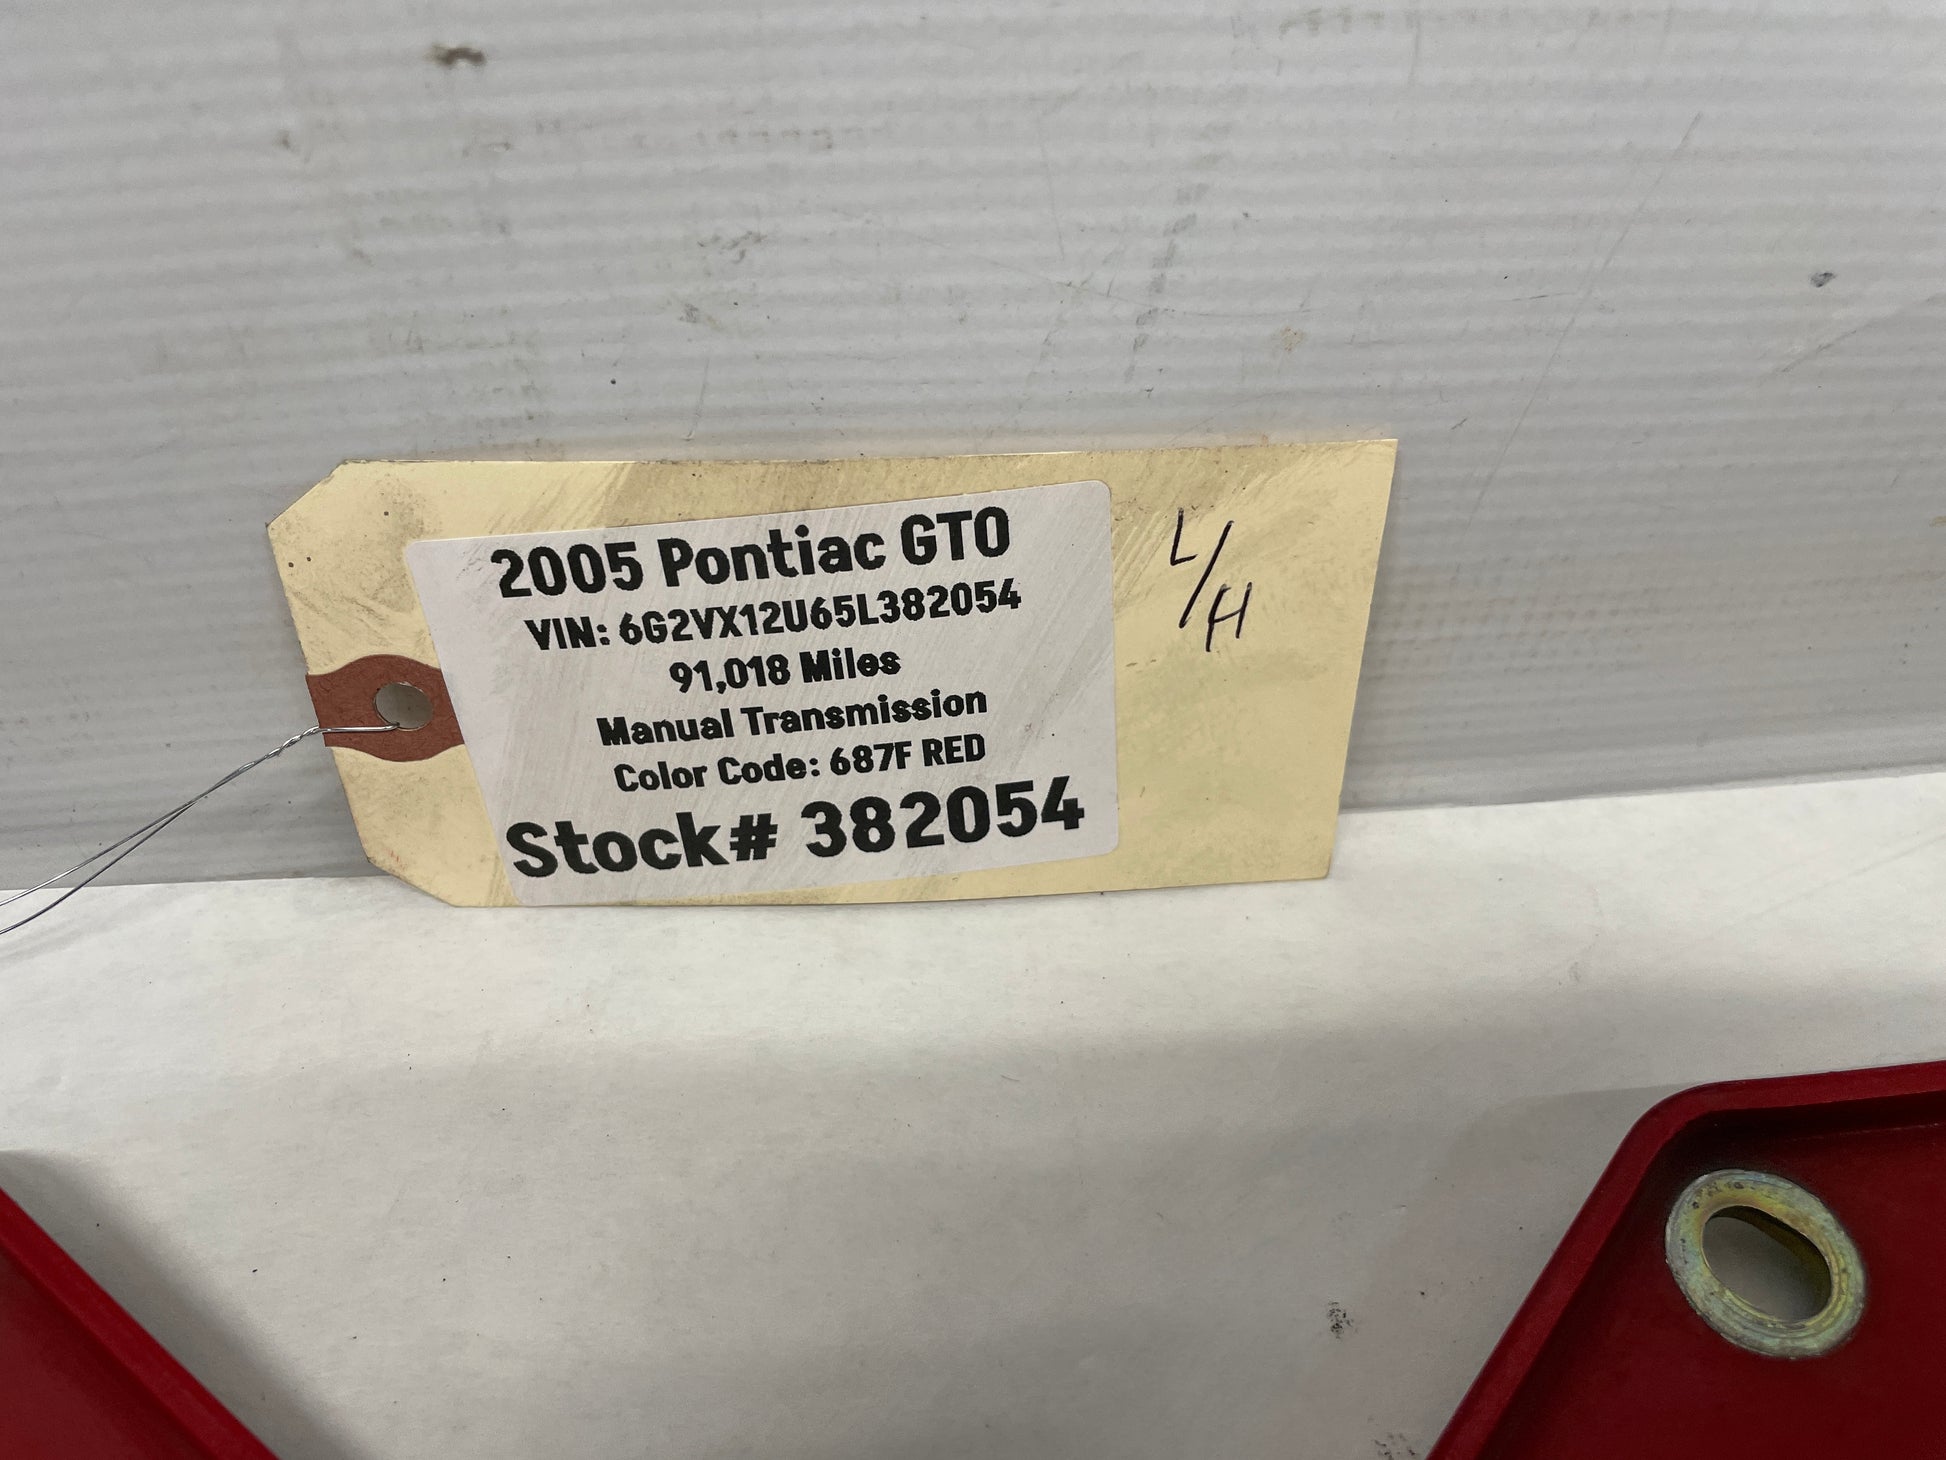 2005 Pontiac GTO
VIN: 6G2VX12U65L382054
91,018 Miles
Manual Transmission
Color Code: 687F RED
Stock# 382054
L/H